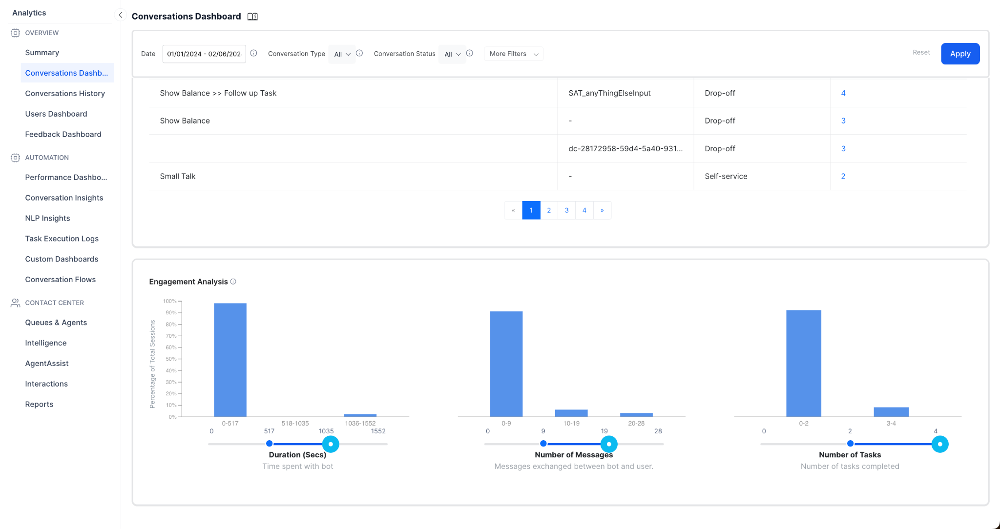 Analytics
OVERVIEW
Summary
Conversations Dashb...
Conversations History
Users Dashboard
Feedback Dashboard
AUTOMATION
Performance Dashbo...
Conversation Insights
NLP Insights
Task Execution Logs
Custom Dashboards
Conversation Flows
CONTACT CENTER
Queues & Agents
Intelligence
AgentAssist
Interactions
Reports
Conversations Dashboard
Date 01/01/2024 - 02/06/202 Conversation Type All Conversation Status All More Filters Reset Apply
Show Balance >> Follow up Task SAT_anyThingElseInput Drop-off 4
Show Balance - Drop-off 3
dc-28172958-59d4-5a40-931... Drop-off 3
Small Talk - Self-service 2
« 1 2 3 4 »
Engagement Analysis
Percentage of Total Sessions
100%
90%
80%
70%
60%
50%
40%
30%
20%
10%
0%
0-517 518-1035 1036-1552
0 517 1035 1552
Duration (Secs)
Time spent with bot
0-9 10-19 20-28
0 9 19 28
Number of Messages
Messages exchanged between bot and user.
0-2 3-4
0 2 4
Number of Tasks
Number of tasks completed